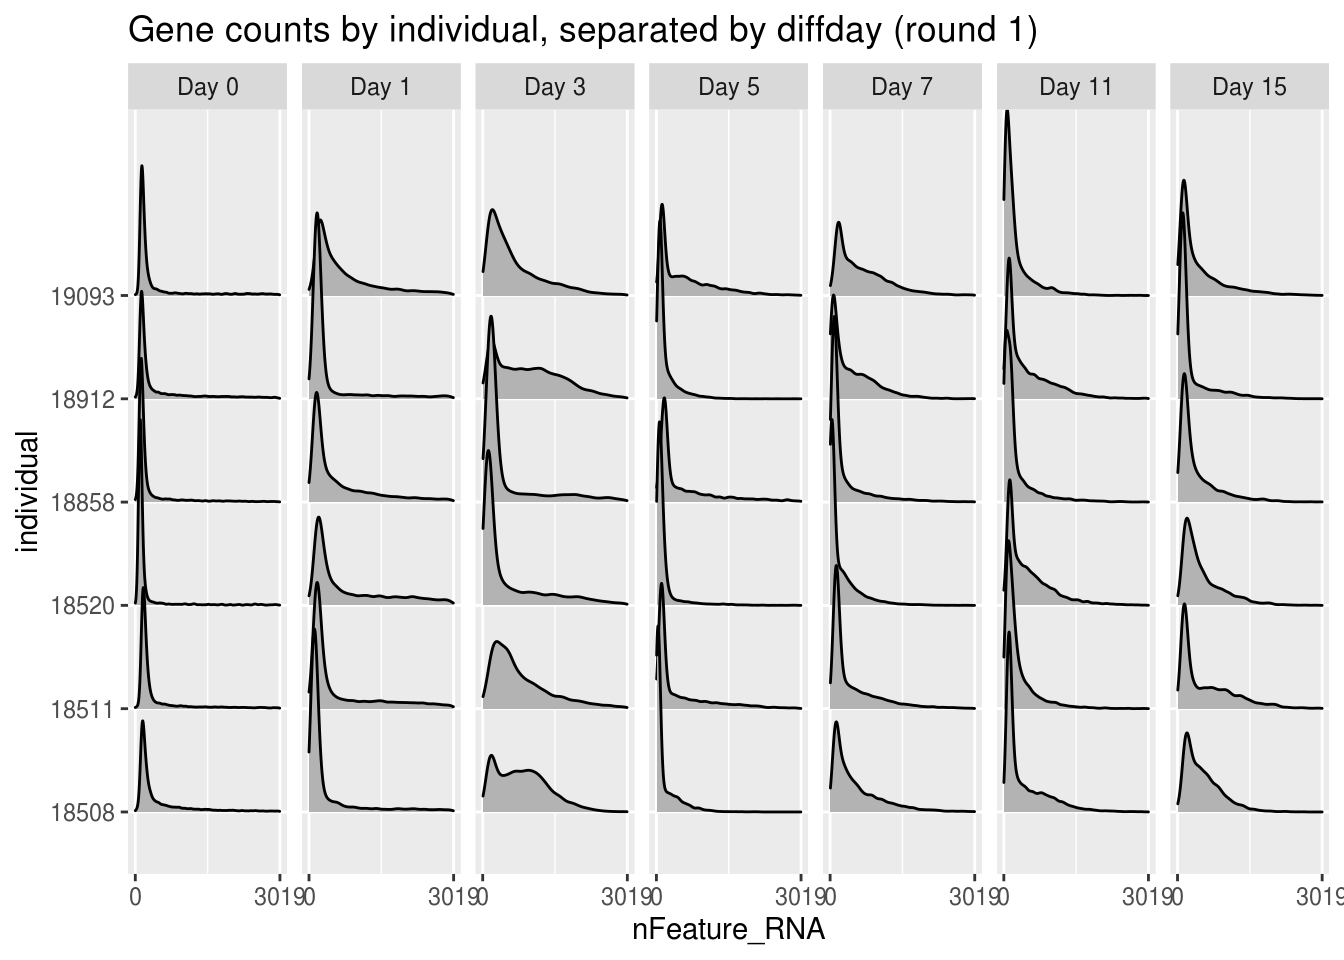 Gene counts by individual, separated by diffday (round 1)
Day 0 Day 1 Day 3 Day 5 Day 7 Day 11 Day 15
19093
18912
18858
18520
18511
18508
individual
0 3019 0 3019 0 3019 0 3019 0 3019 0 3019 0 3019
nFeature_RNA